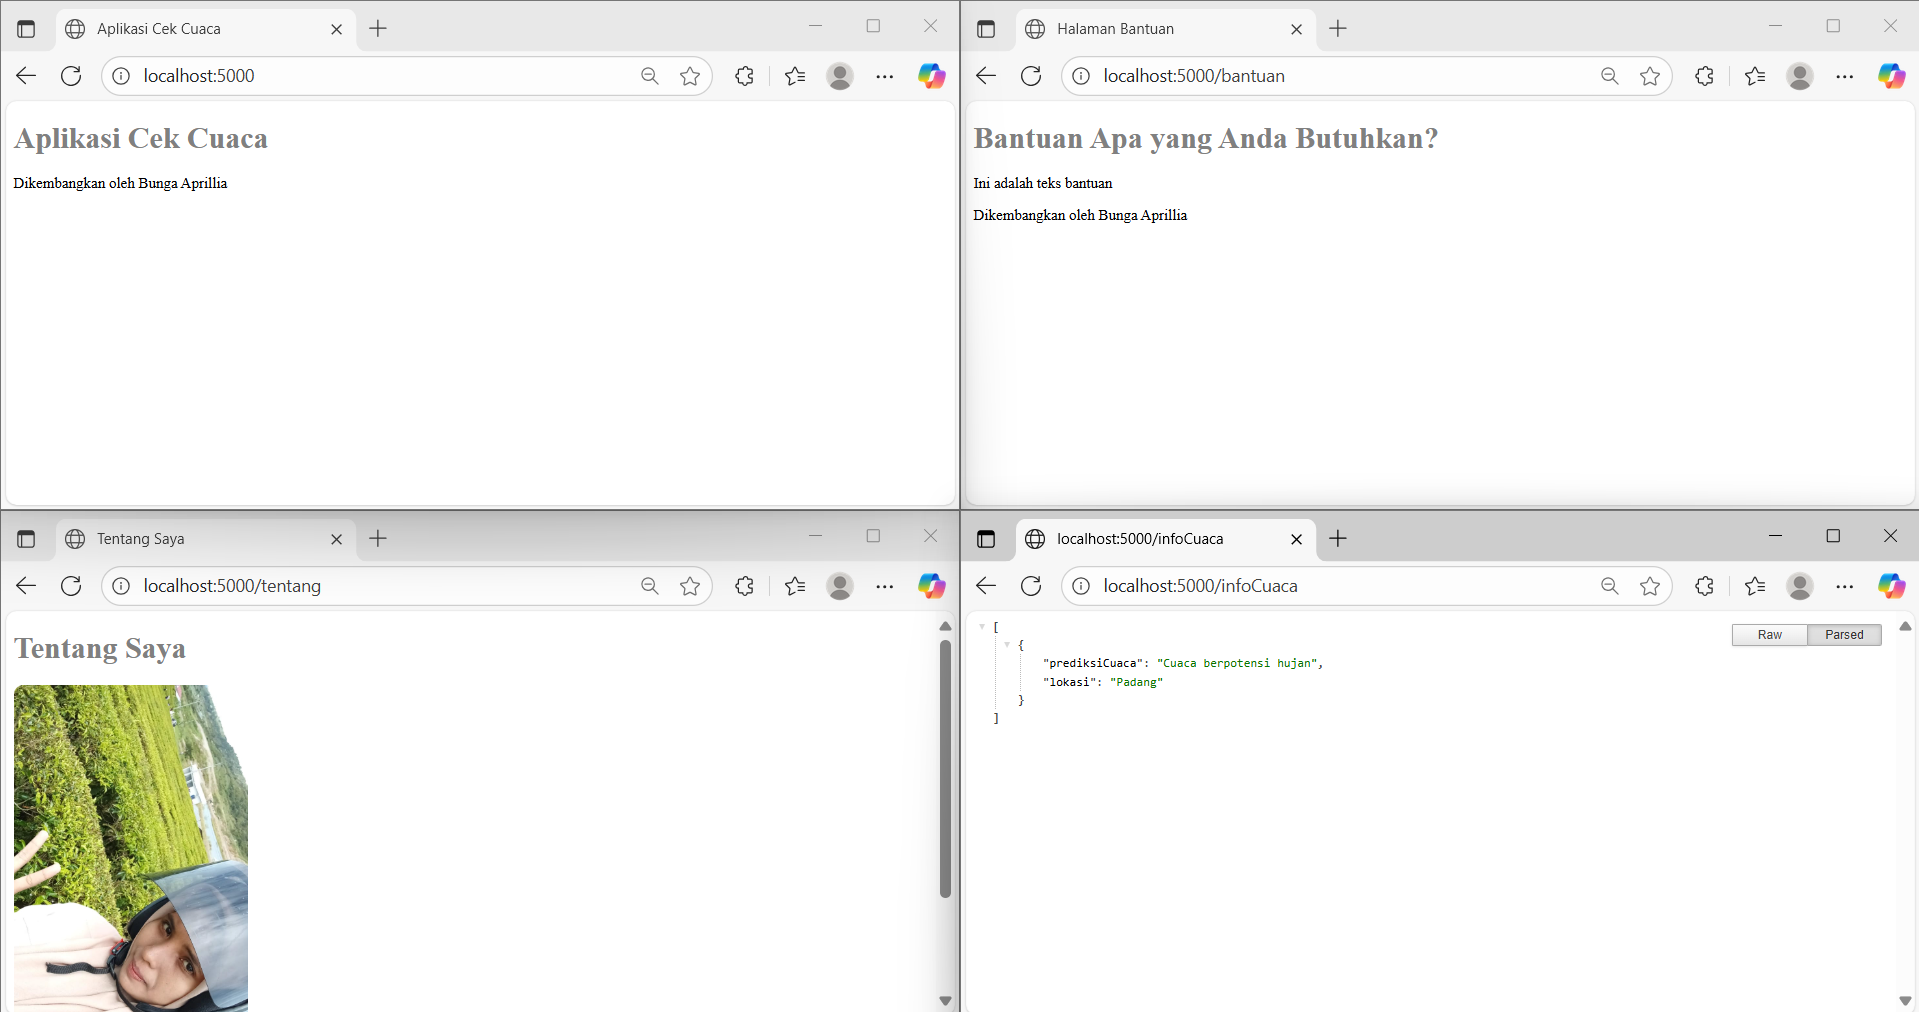 Aplikasi Cek Cuaca
localhost:5000
Aplikasi Cek Cuaca
Dikembangkan oleh Bunga Aprillia
Halaman Bantuan
localhost:5000/bantuan
Bantuan Apa yang Anda Butuhkan?
Ini adalah teks bantuan
Dikembangkan oleh Bunga Aprillia
Tentang Saya
localhost:5000/tentang
Tentang Saya
localhost:5000/infoCuaca
localhost:5000/infoCuaca
Raw Parsed
[
{
"prediksiCuaca": "Cuaca berpotensi hujan",
"lokasi": "Padang"
}
]